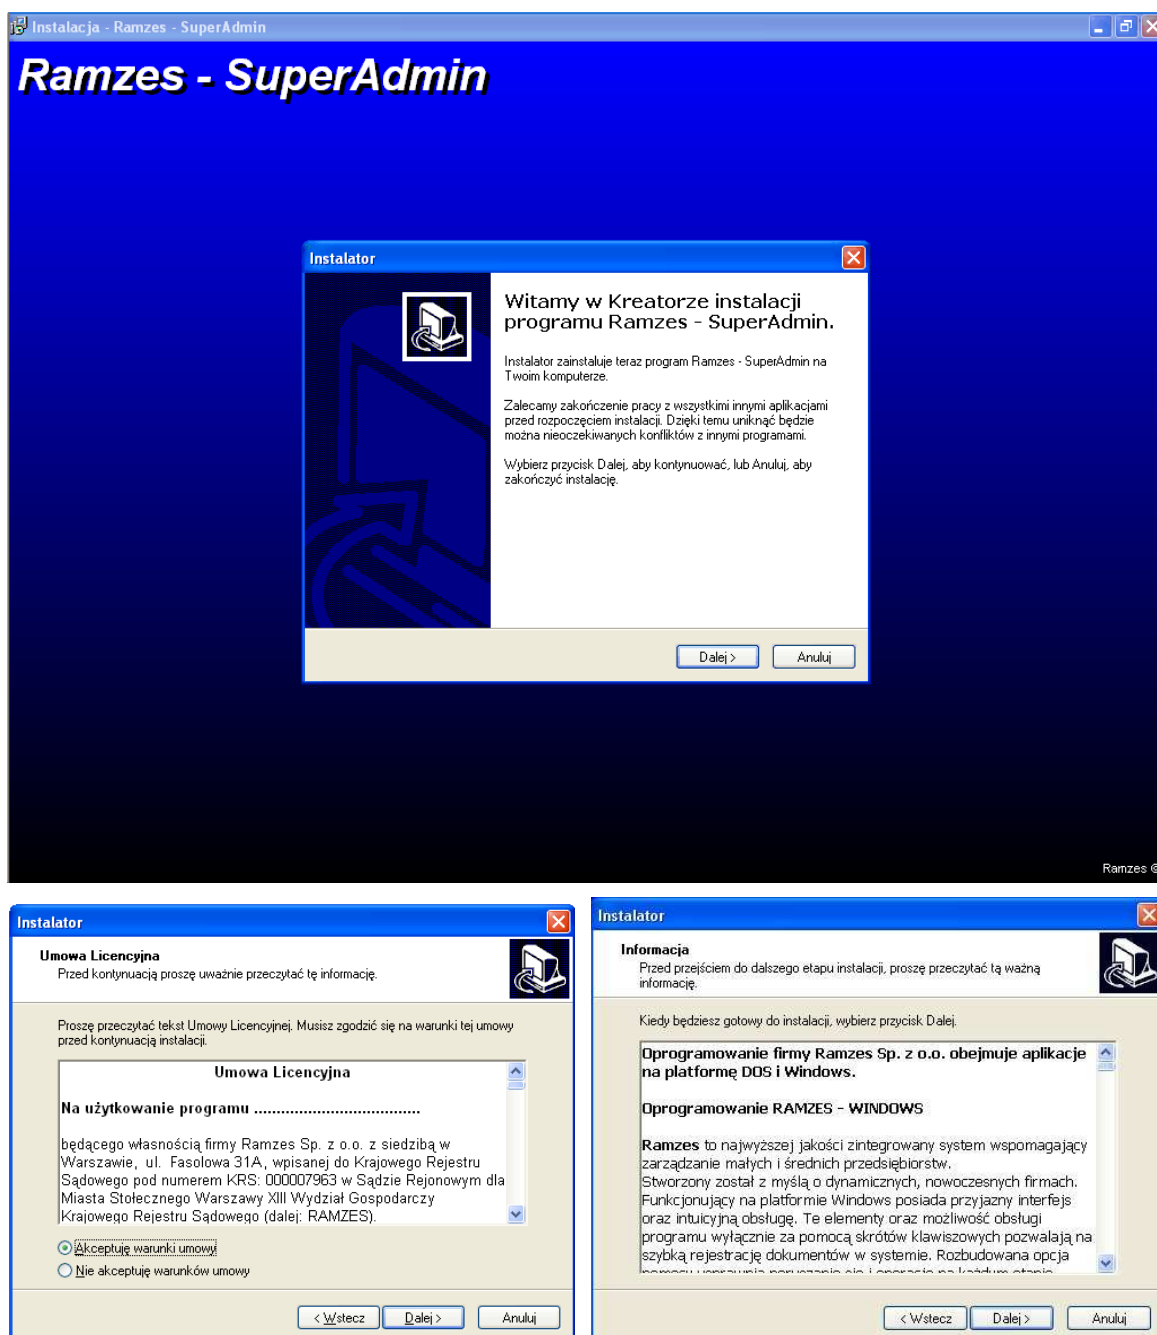 Instalacja - Ramzes - SuperAdmin
Ramzes - SuperAdmin
Instalator
Witamy w Kreatorze instalacji
programu Ramzes - SuperAdmin.
Instalator zainstaluje teraz program Ramzes - SuperAdmin na
Twoim komputerze.
Zalecamy zakończenie pracy z wszystkimi innymi aplikacjami
przed rozpoczęciem instalacji. Dzięki temu uniknąć będzie
można nieoczekiwanych konfliktów z innymi programami.
Wybierz przycisk Dalej, aby kontynuować, lub Anuluj, aby
zakończyć instalację.
Dalej > Anuluj
Ramzes ©
Instalator
Umowa Licencyjna
Przed kontynuacją proszę uważnie przeczytać tę informację.
Proszę przeczytać tekst Umowy Licencyjnej. Musisz zgodzić się na warunki tej umowy
przed kontynuacją instalacji.
Umowa Licencyjna
Na użytkowanie programu ....................................
będącego własnością firmy Ramzes Sp. z o.o. z siedzibą w
Warszawie, ul. Fasolowa 31A, wpisanej do Krajowego Rejestru
Sądowego pod numerem KRS: 000007963 w Sądzie Rejonowym dla
Miasta Stołecznego Warszawy XIII Wydział Gospodarczy
Krajowego Rejestru Sądowego (dalej: RAMZES).
Akceptuję warunki umowy
Nie akceptuję warunków umowy
< Wstecz Dalej > Anuluj
Instalator
Informacja
Przed przejściem do dalszego etapu instalacji, proszę przeczytać tą ważną
informację.
Kiedy będziesz gotowy do instalacji, wybierz przycisk Dalej.
Oprogramowanie firmy Ramzes Sp. z o.o. obejmuje aplikacje
na platformę DOS i Windows.
Oprogramowanie RAMZES - WINDOWS
Ramzes to najwyższej jakości zintegrowany system wspomagający
zarządzanie małych i średnich przedsiębiorstw.
Stworzony został z myślą o dynamicznych, nowoczesnych firmach.
Funkcjonujący na platformie Windows posiada przyjazny interfejs
oraz intuicyjną obsługę. Te elementy oraz możliwość obsługi
programu wyłącznie za pomocą skrótów klawiszowych pozwalają na
szybką rejestrację dokumentów w systemie. Rozbudowana opcja
pomocy usprawnia poruszanie się i operacje na każdym etapie
< Wstecz Dalej > Anuluj